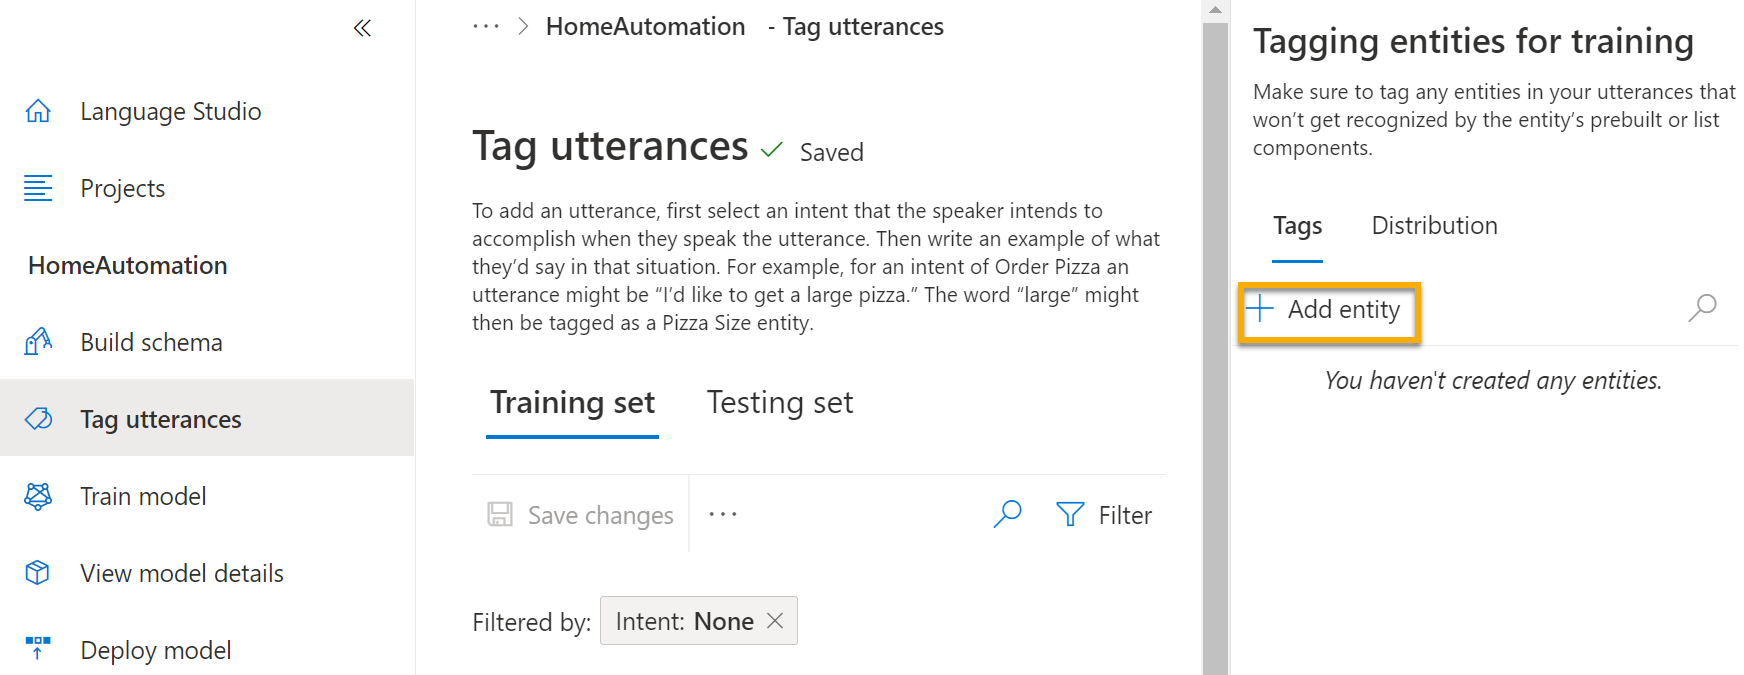 Language Studio
Projects
HomeAutomation
Build schema
Tag utterances
Train model
View model details
Deploy model
··· > HomeAutomation - Tag utterances
Tag utterances Saved
To add an utterance, first select an intent that the speaker intends to
accomplish when they speak the utterance. Then write an example of what
they’d say in that situation. For example, for an intent of Order Pizza an
utterance might be “I’d like to get a large pizza.” The word “large” might
then be tagged as a Pizza Size entity.
Training set Testing set
Save changes ··· Filter
Filtered by: Intent: None
Tagging entities for training
Make sure to tag any entities in your utterances that
won’t get recognized by the entity’s prebuilt or list
components.
Tags Distribution
Add entity
You haven't created any entities.